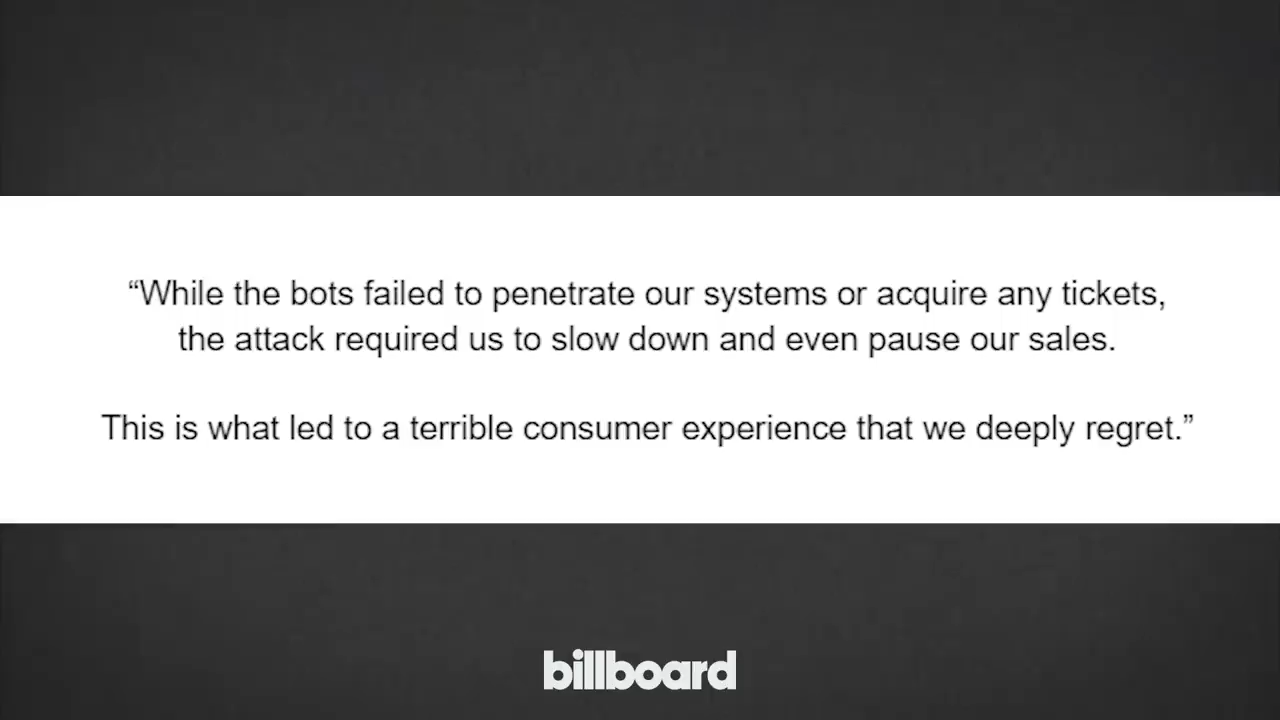 “While the bots failed to penetrate our systems or acquire any tickets,
the attack required us to slow down and even pause our sales.
This is what led to a terrible consumer experience that we deeply regret.”
billboard